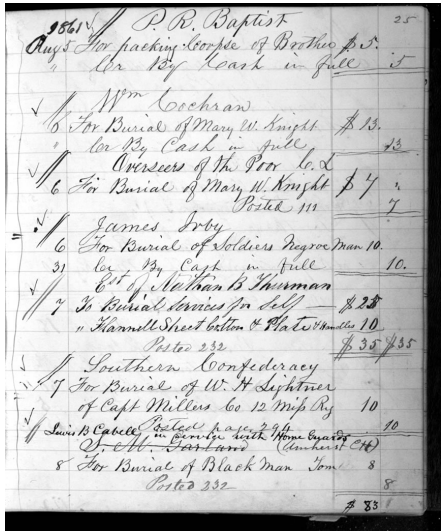 1861 P. R. Baptist 25
Aug 5 For packing Corpse of Brother $ 5.
" Cr By Cash in full 5
" Wm Cochran
6 For Burial of Mary W. Knight $ 13.
" Cr By Cash in full 13
" Overseers of the Poor C. L
6 For Burial of Mary W. Knight $ 7 "
Posted 111 7
" James Irby
6 For Burial of Soldiers Negroe Man 10.
31 Cr By Cash in full 10.
" Est of Nathan B Thurman
7 To Burial Services for Self — $ 25
" Flannell Sheet Cotton & Plate & Handles 10
Posted 232 $ 35 $ 35
" Southern Confederacy
7 For Burial of W. H Lightner
of Capt Millers Co 12 Miss Rg 10
Posted page 294 10
" Lewis B Cabell in service with Home Guards
S. M. Garland (Amherst CH)
8 For Burial of Black Man Tom 8
Posted 232 8
$ 83